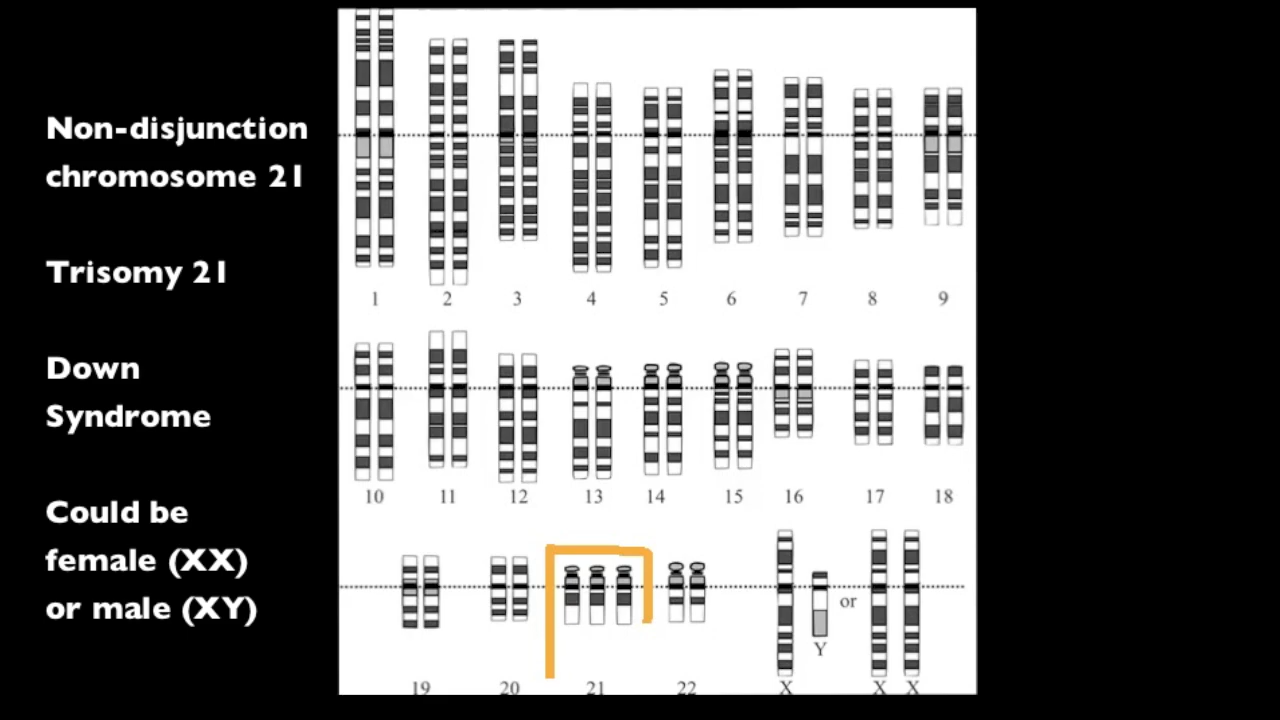 Non-disjunction
chromosome 21
Trisomy 21
Down
Syndrome
Could be
female (XX)
or male (XY)
1 2 3 4 5 6 7 8 9
10 11 12 13 14 15 16 17 18
or
Y
19 20 21 22 X X X